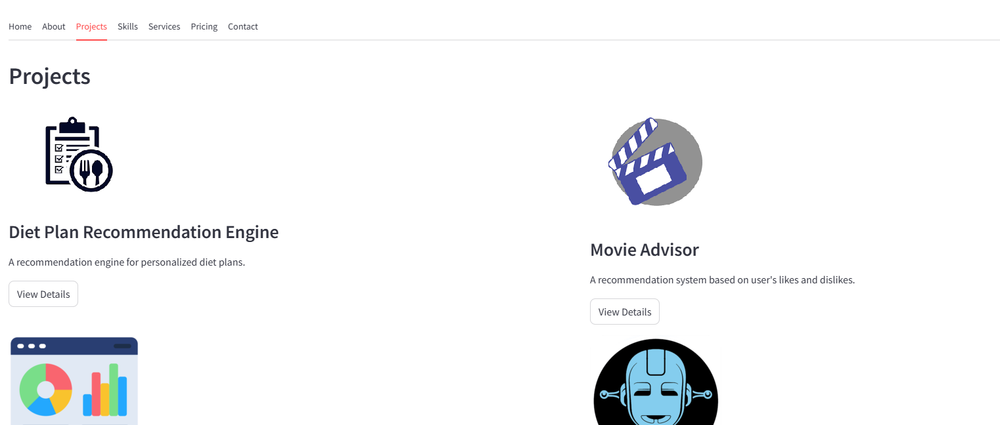 Home About Projects Skills Services Pricing Contact
Projects
Diet Plan Recommendation Engine
A recommendation engine for personalized diet plans.
View Details
Movie Advisor
A recommendation system based on user's likes and dislikes.
View Details